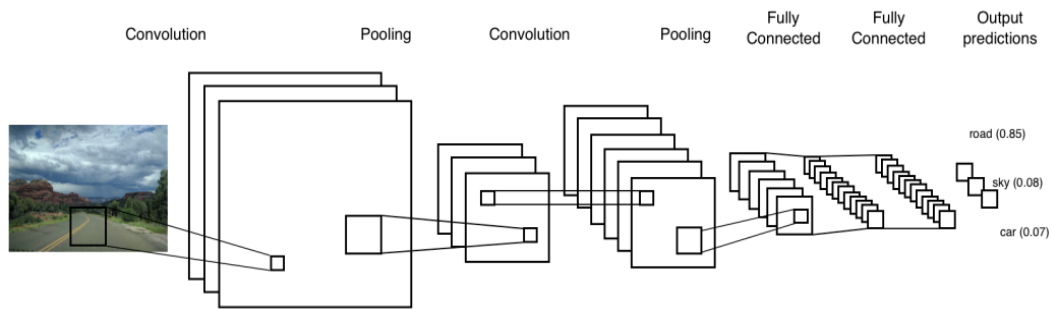 Convolution
Pooling
Convolution
Pooling
Fully
Connected
Fully
Connected
Output
predictions
road (0.85)
sky (0.08)
car (0.07)